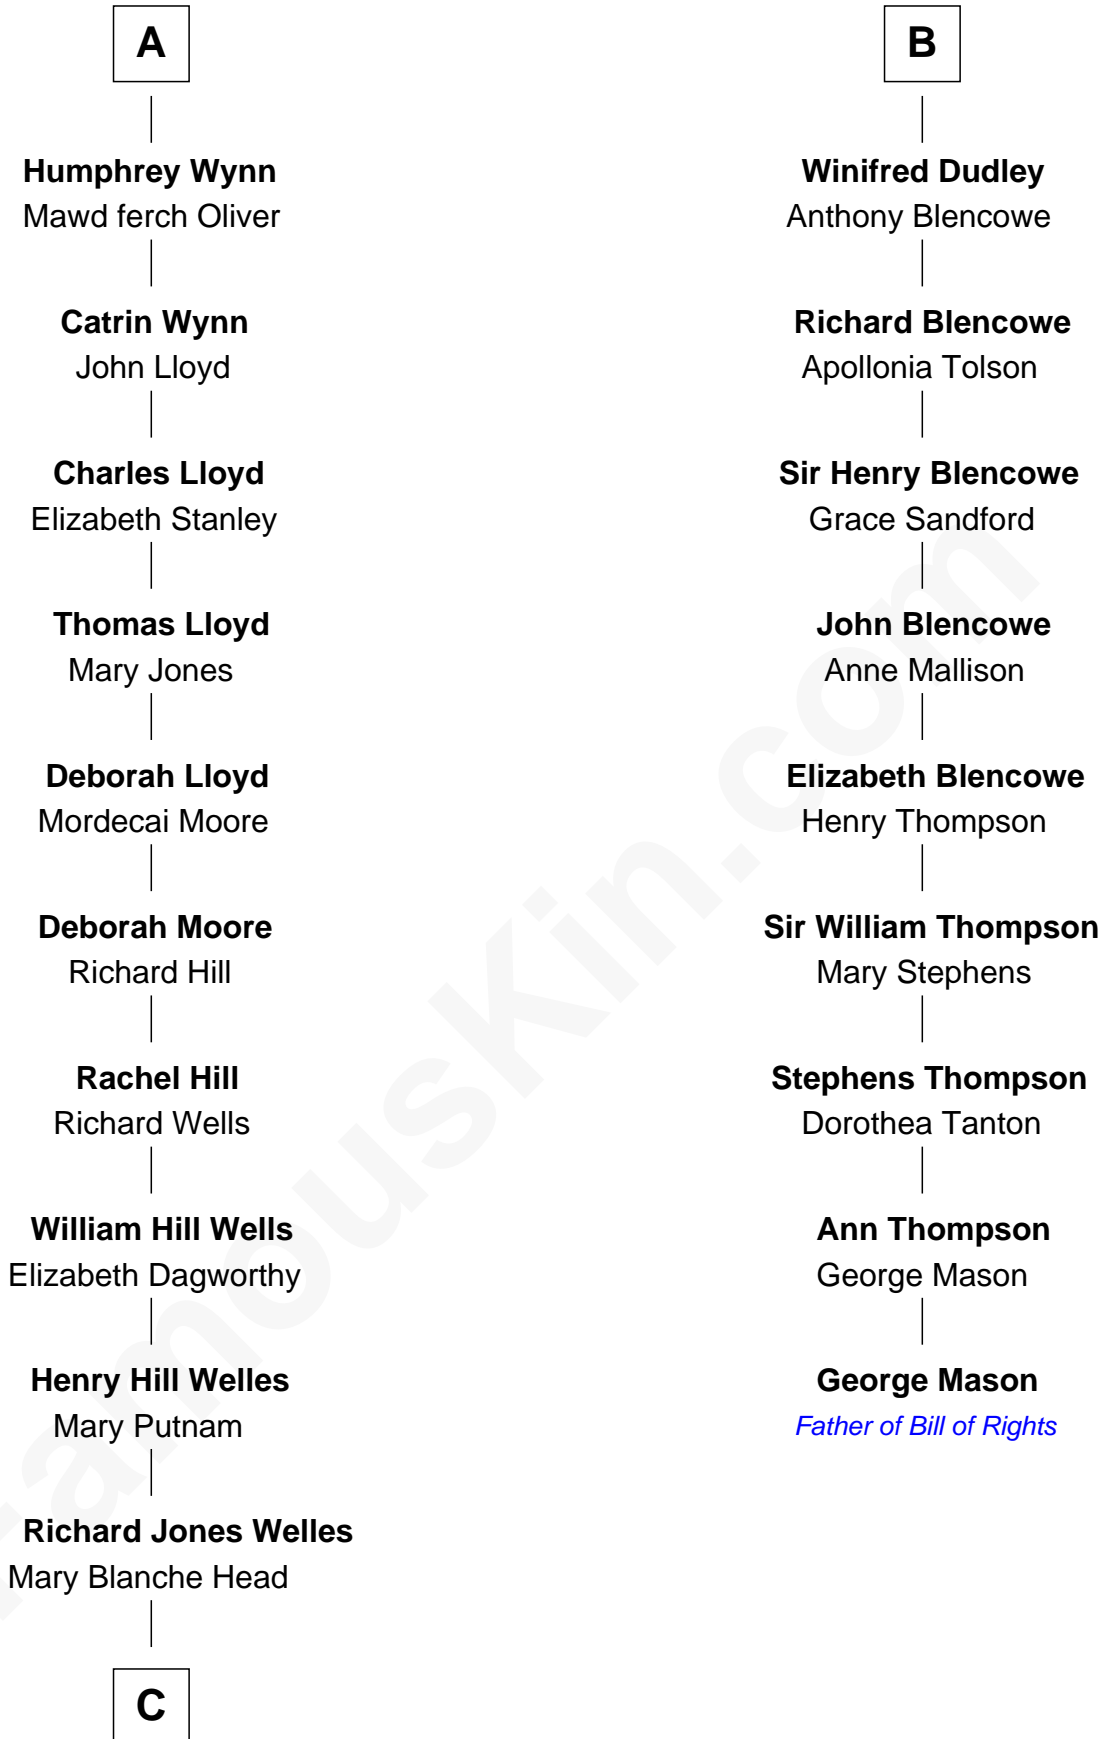 A
Humphrey Wynn
Mawd ferch Oliver
Catrin Wynn
John Lloyd
Charles Lloyd
Elizabeth Stanley
Thomas Lloyd
Mary Jones
Deborah Lloyd
Mordecai Moore
Deborah Moore
Richard Hill
Rachel Hill
Richard Wells
William Hill Wells
Elizabeth Dagworthy
Henry Hill Welles
Mary Putnam
Richard Jones Welles
Mary Blanche Head
C
B
Winifred Dudley
Anthony Blencowe
Richard Blencowe
Apollonia Tolson
Sir Henry Blencowe
Grace Sandford
John Blencowe
Anne Mallison
Elizabeth Blencowe
Henry Thompson
Sir William Thompson
Mary Stephens
Stephens Thompson
Dorothea Tanton
Ann Thompson
George Mason
George Mason
Father of Bill of Rights
FamousKin.com